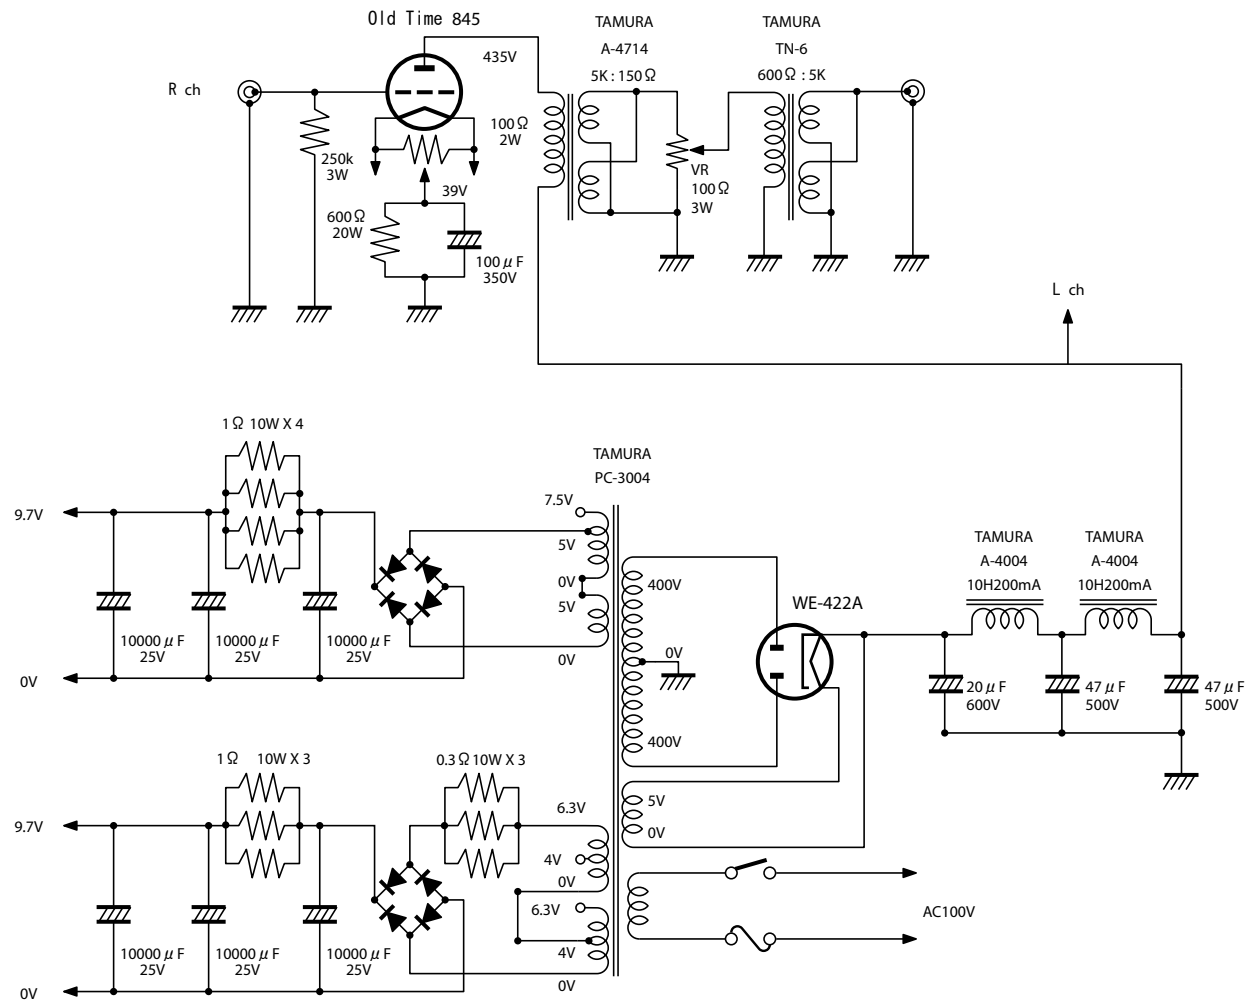 Old Time 845
TAMURA
A-4714
5K : 150Ω
TAMURA
TN-6
600Ω : 5K
435V
R ch
100Ω
2W
250k
3W
39V
600Ω
20W
100μF
350V
VR
100Ω
3W
L ch
1Ω 10W X 4
9.7V
10000μF
25V
10000μF
25V
10000μF
25V
0V
TAMURA
PC-3004
7.5V
5V
0V
5V
0V
400V
0V
400V
WE-422A
TAMURA
A-4004
10H200mA
TAMURA
A-4004
10H200mA
20μF
600V
47μF
500V
47μF
500V
1Ω 10W X 3
0.3Ω 10W X 3
9.7V
10000μF
25V
10000μF
25V
10000μF
25V
0V
6.3V
4V
0V
6.3V
4V
0V
5V
0V
AC100V